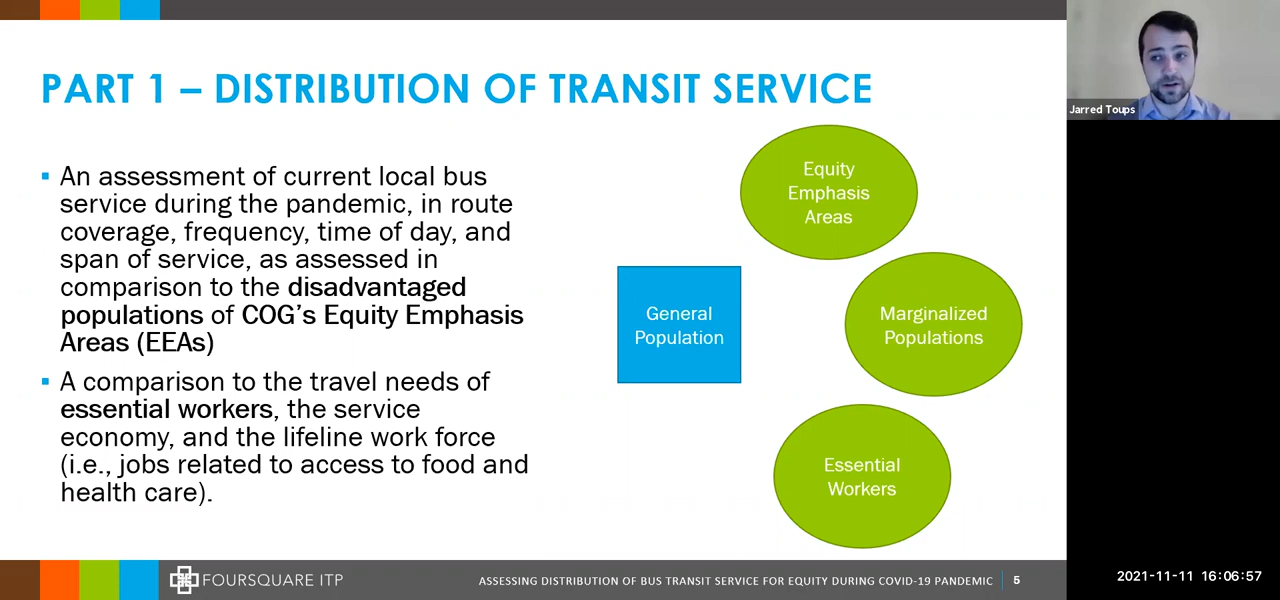 PART 1 – DISTRIBUTION OF TRANSIT SERVICE
▪ An assessment of current local bus
service during the pandemic, in route
coverage, frequency, time of day, and
span of service, as assessed in
comparison to the disadvantaged
populations of COG’s Equity Emphasis
Areas (EEAs)
▪ A comparison to the travel needs of
essential workers, the service
economy, and the lifeline work force
(i.e., jobs related to access to food and
health care).
General
Population
Equity
Emphasis
Areas
Marginalized
Populations
Essential
Workers
FOURSQUARE ITP
ASSESSING DISTRIBUTION OF BUS TRANSIT SERVICE FOR EQUITY DURING COVID-19 PANDEMIC 5
Jarred Toups
2021-11-11 16:06:57